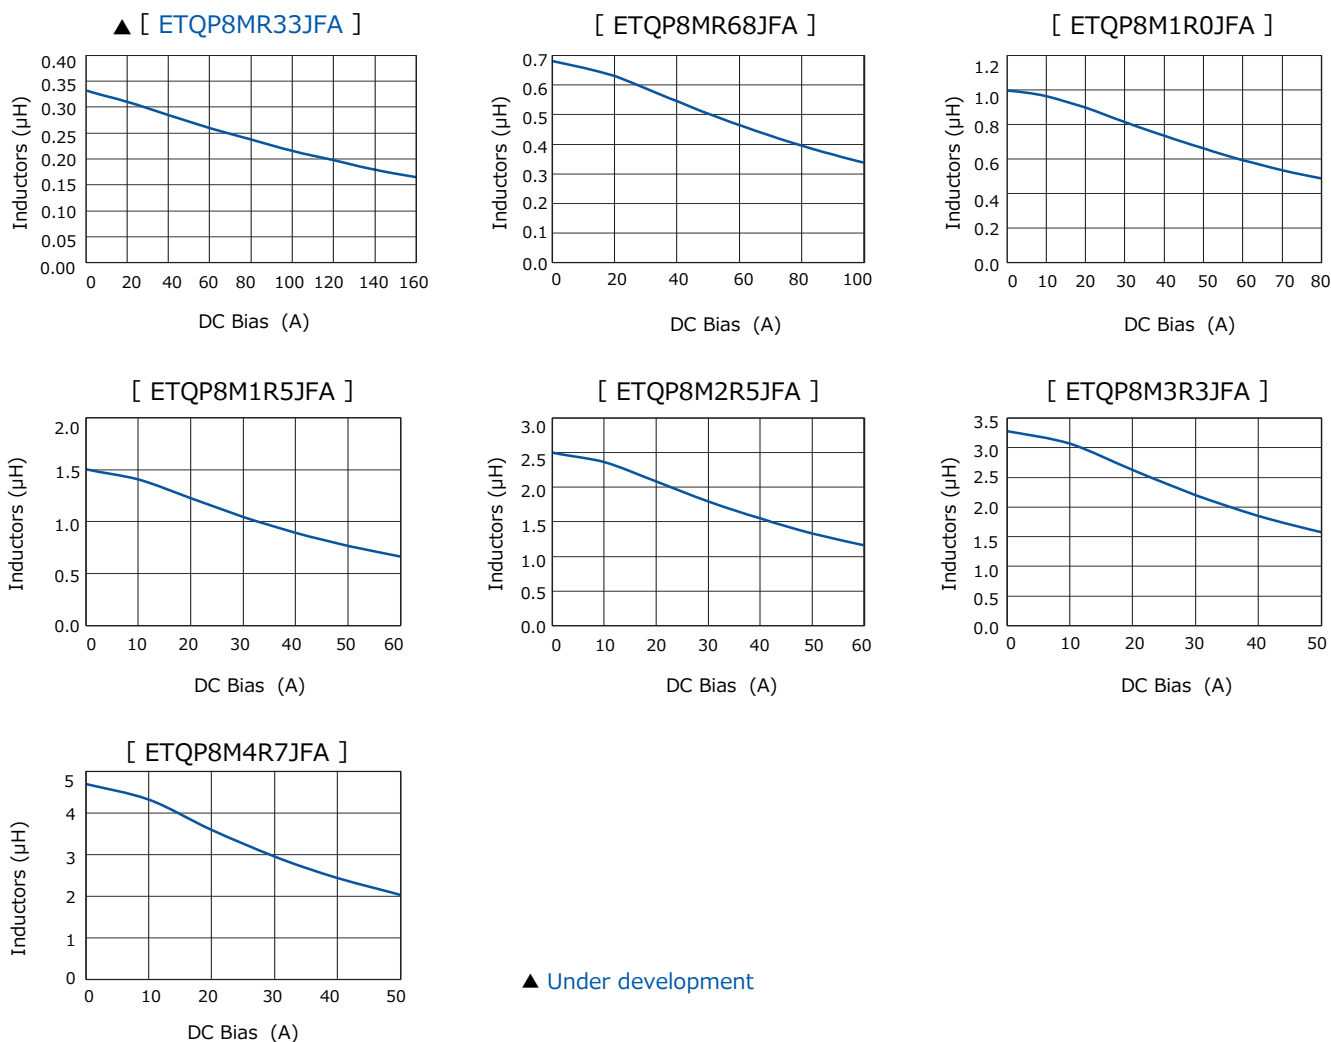 ▲ [ ETQP8MR33JFA ]
Inductors (µH)
0.40
0.35
0.30
0.25
0.20
0.15
0.10
0.05
0.00
0 20 40 60 80 100 120 140 160
DC Bias (A)
[ ETQP8MR68JFA ]
Inductors (µH)
0.7
0.6
0.5
0.4
0.3
0.2
0.1
0.0
0 20 40 60 80 100
DC Bias (A)
[ ETQP8M1R0JFA ]
Inductors (µH)
1.2
1.0
0.8
0.6
0.4
0.2
0.0
0 10 20 30 40 50 60 70 80
DC Bias (A)
[ ETQP8M1R5JFA ]
Inductors (µH)
2.0
1.5
1.0
0.5
0.0
0 10 20 30 40 50 60
DC Bias (A)
[ ETQP8M2R5JFA ]
Inductors (µH)
3.0
2.5
2.0
1.5
1.0
0.5
0.0
0 10 20 30 40 50 60
DC Bias (A)
[ ETQP8M3R3JFA ]
Inductors (µH)
3.5
3.0
2.5
2.0
1.5
1.0
0.5
0.0
0 10 20 30 40 50
DC Bias (A)
[ ETQP8M4R7JFA ]
Inductors (µH)
5
4
3
2
1
0
0 10 20 30 40 50
DC Bias (A)
▲ Under development